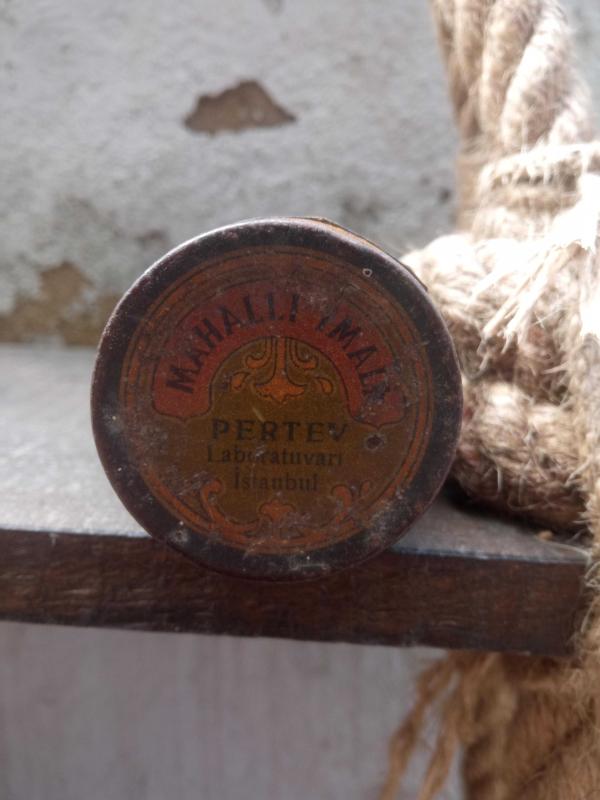 MAHALLİ İMALİ
PERTEV
Laboratuvarı
İstanbul